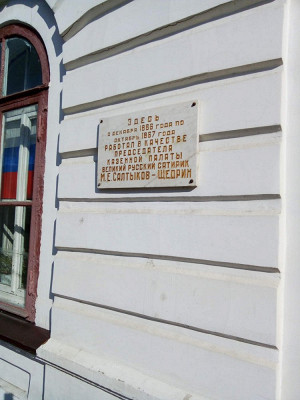 ЗДЕСЬ
С ДЕКАБРЯ 1866 ГОДА ПО
ОКТЯБРЬ 1867 ГОДА
РАБОТАЛ В КАЧЕСТВЕ
ПРЕДСЕДАТЕЛЯ
КАЗЕННОЙ ПАЛАТЫ
ВЕЛИКИЙ РУССКИЙ САТИРИК
М.Е. САЛТЫКОВ-ЩЕДРИН